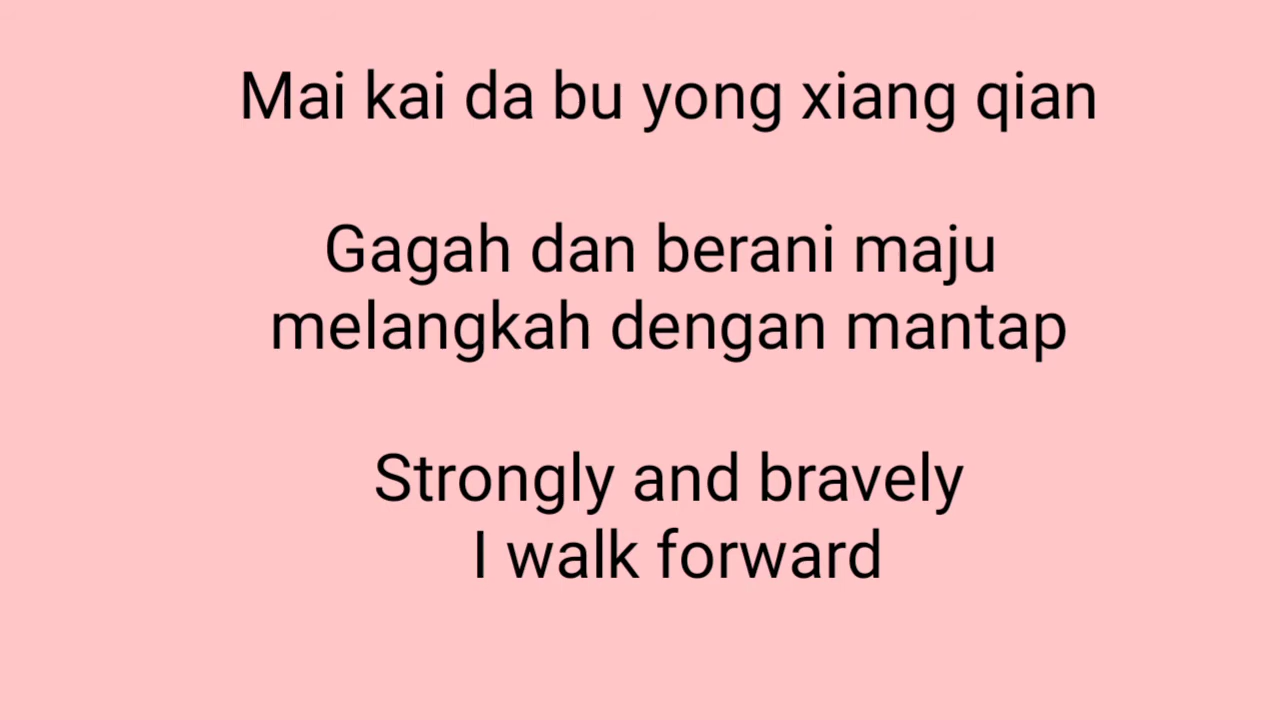 Mai kai da bu yong xiang qian
Gagah dan berani maju
melangkah dengan mantap
Strongly and bravely
I walk forward